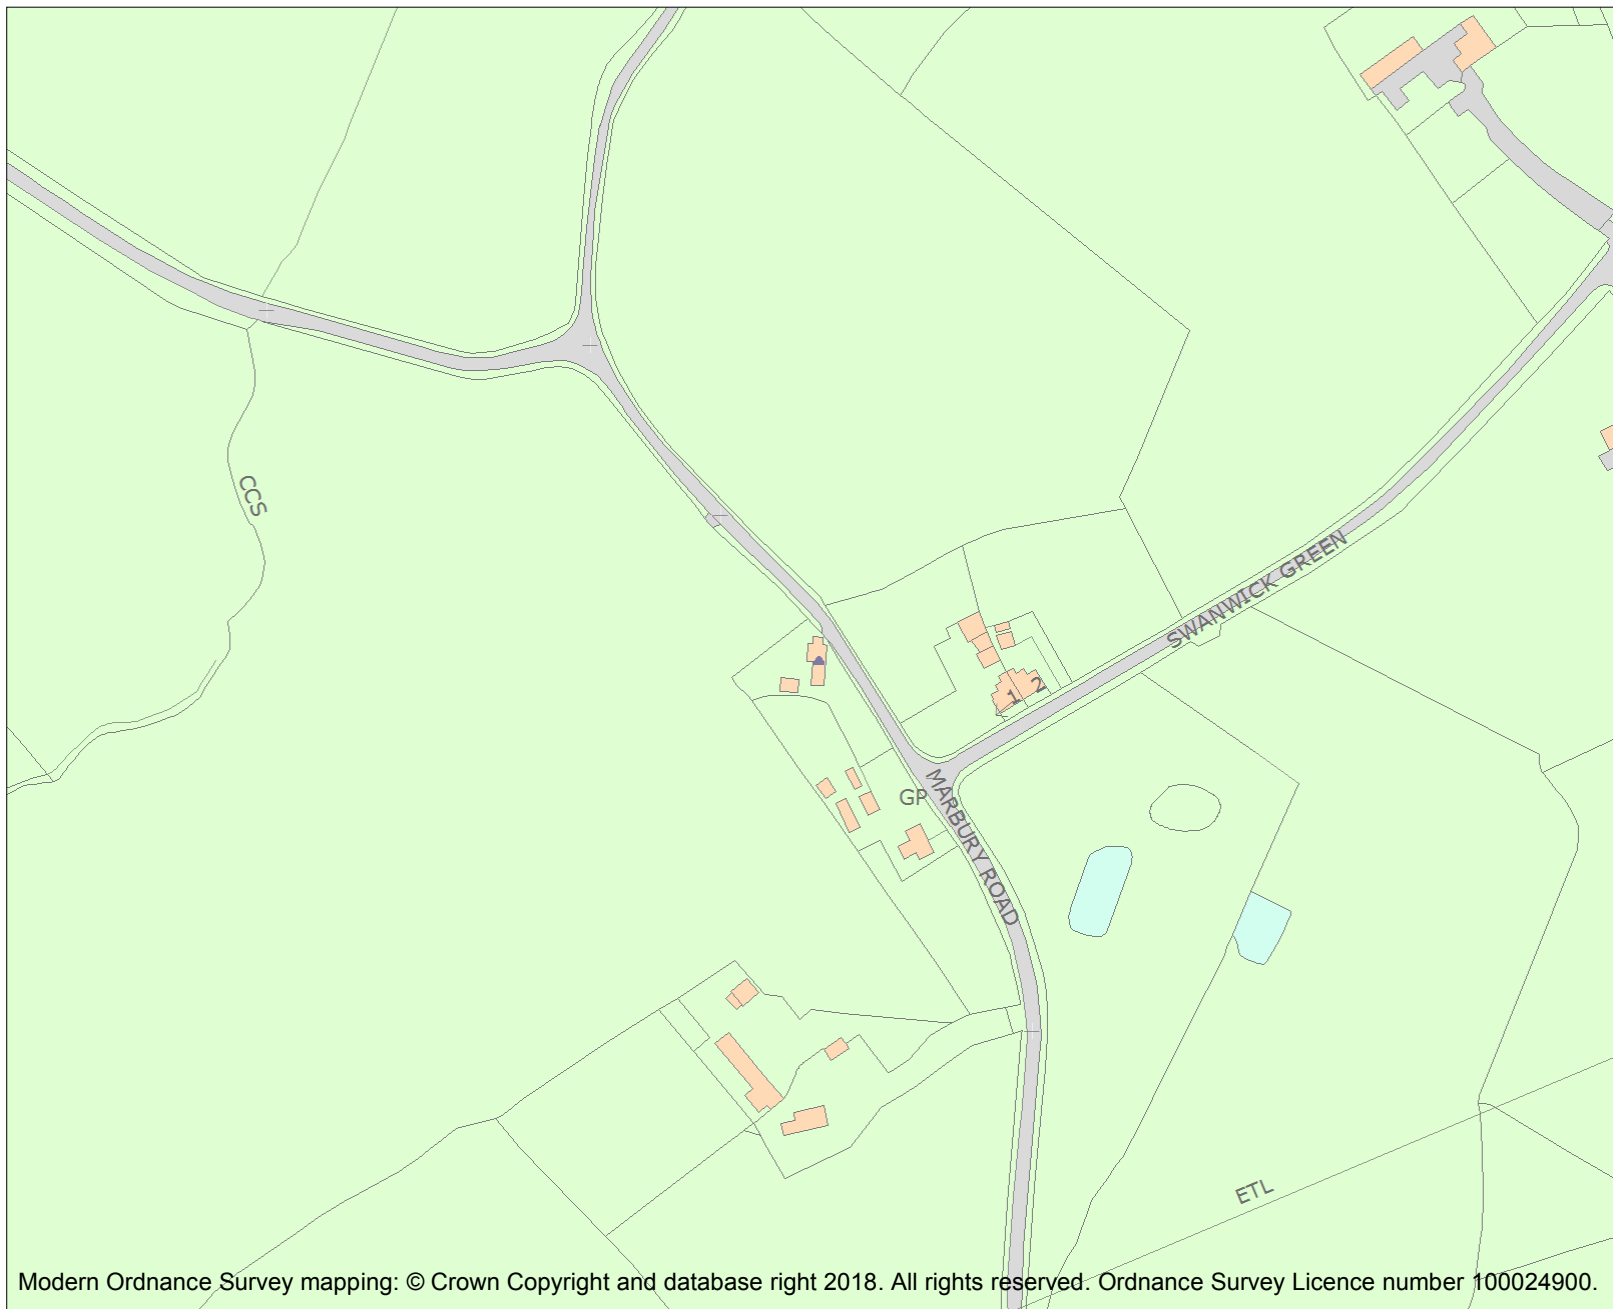 CCS
SWANWICK GREEN
1
2
GP
MARBURY ROAD
ETL
Modern Ordnance Survey mapping: © Crown Copyright and database right 2018. All rights reserved. Ordnance Survey Licence number 100024900.